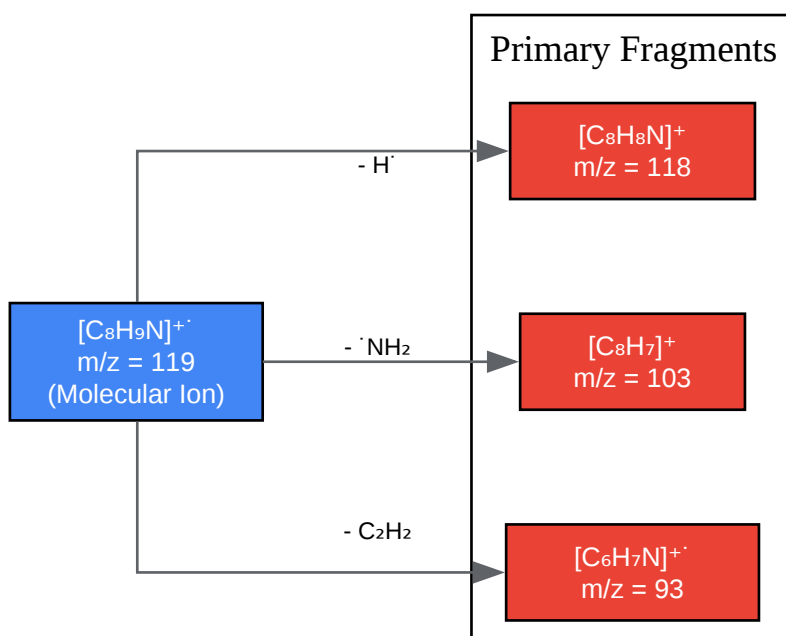 Primary Fragments
[C₈H₈N]⁺
m/z = 118
- H˙
[C₈H₉N]⁺˙
m/z = 119
(Molecular Ion)
- ˙NH₂
[C₈H₇]⁺
m/z = 103
- C₂H₂
[C₆H₇N]⁺˙
m/z = 93